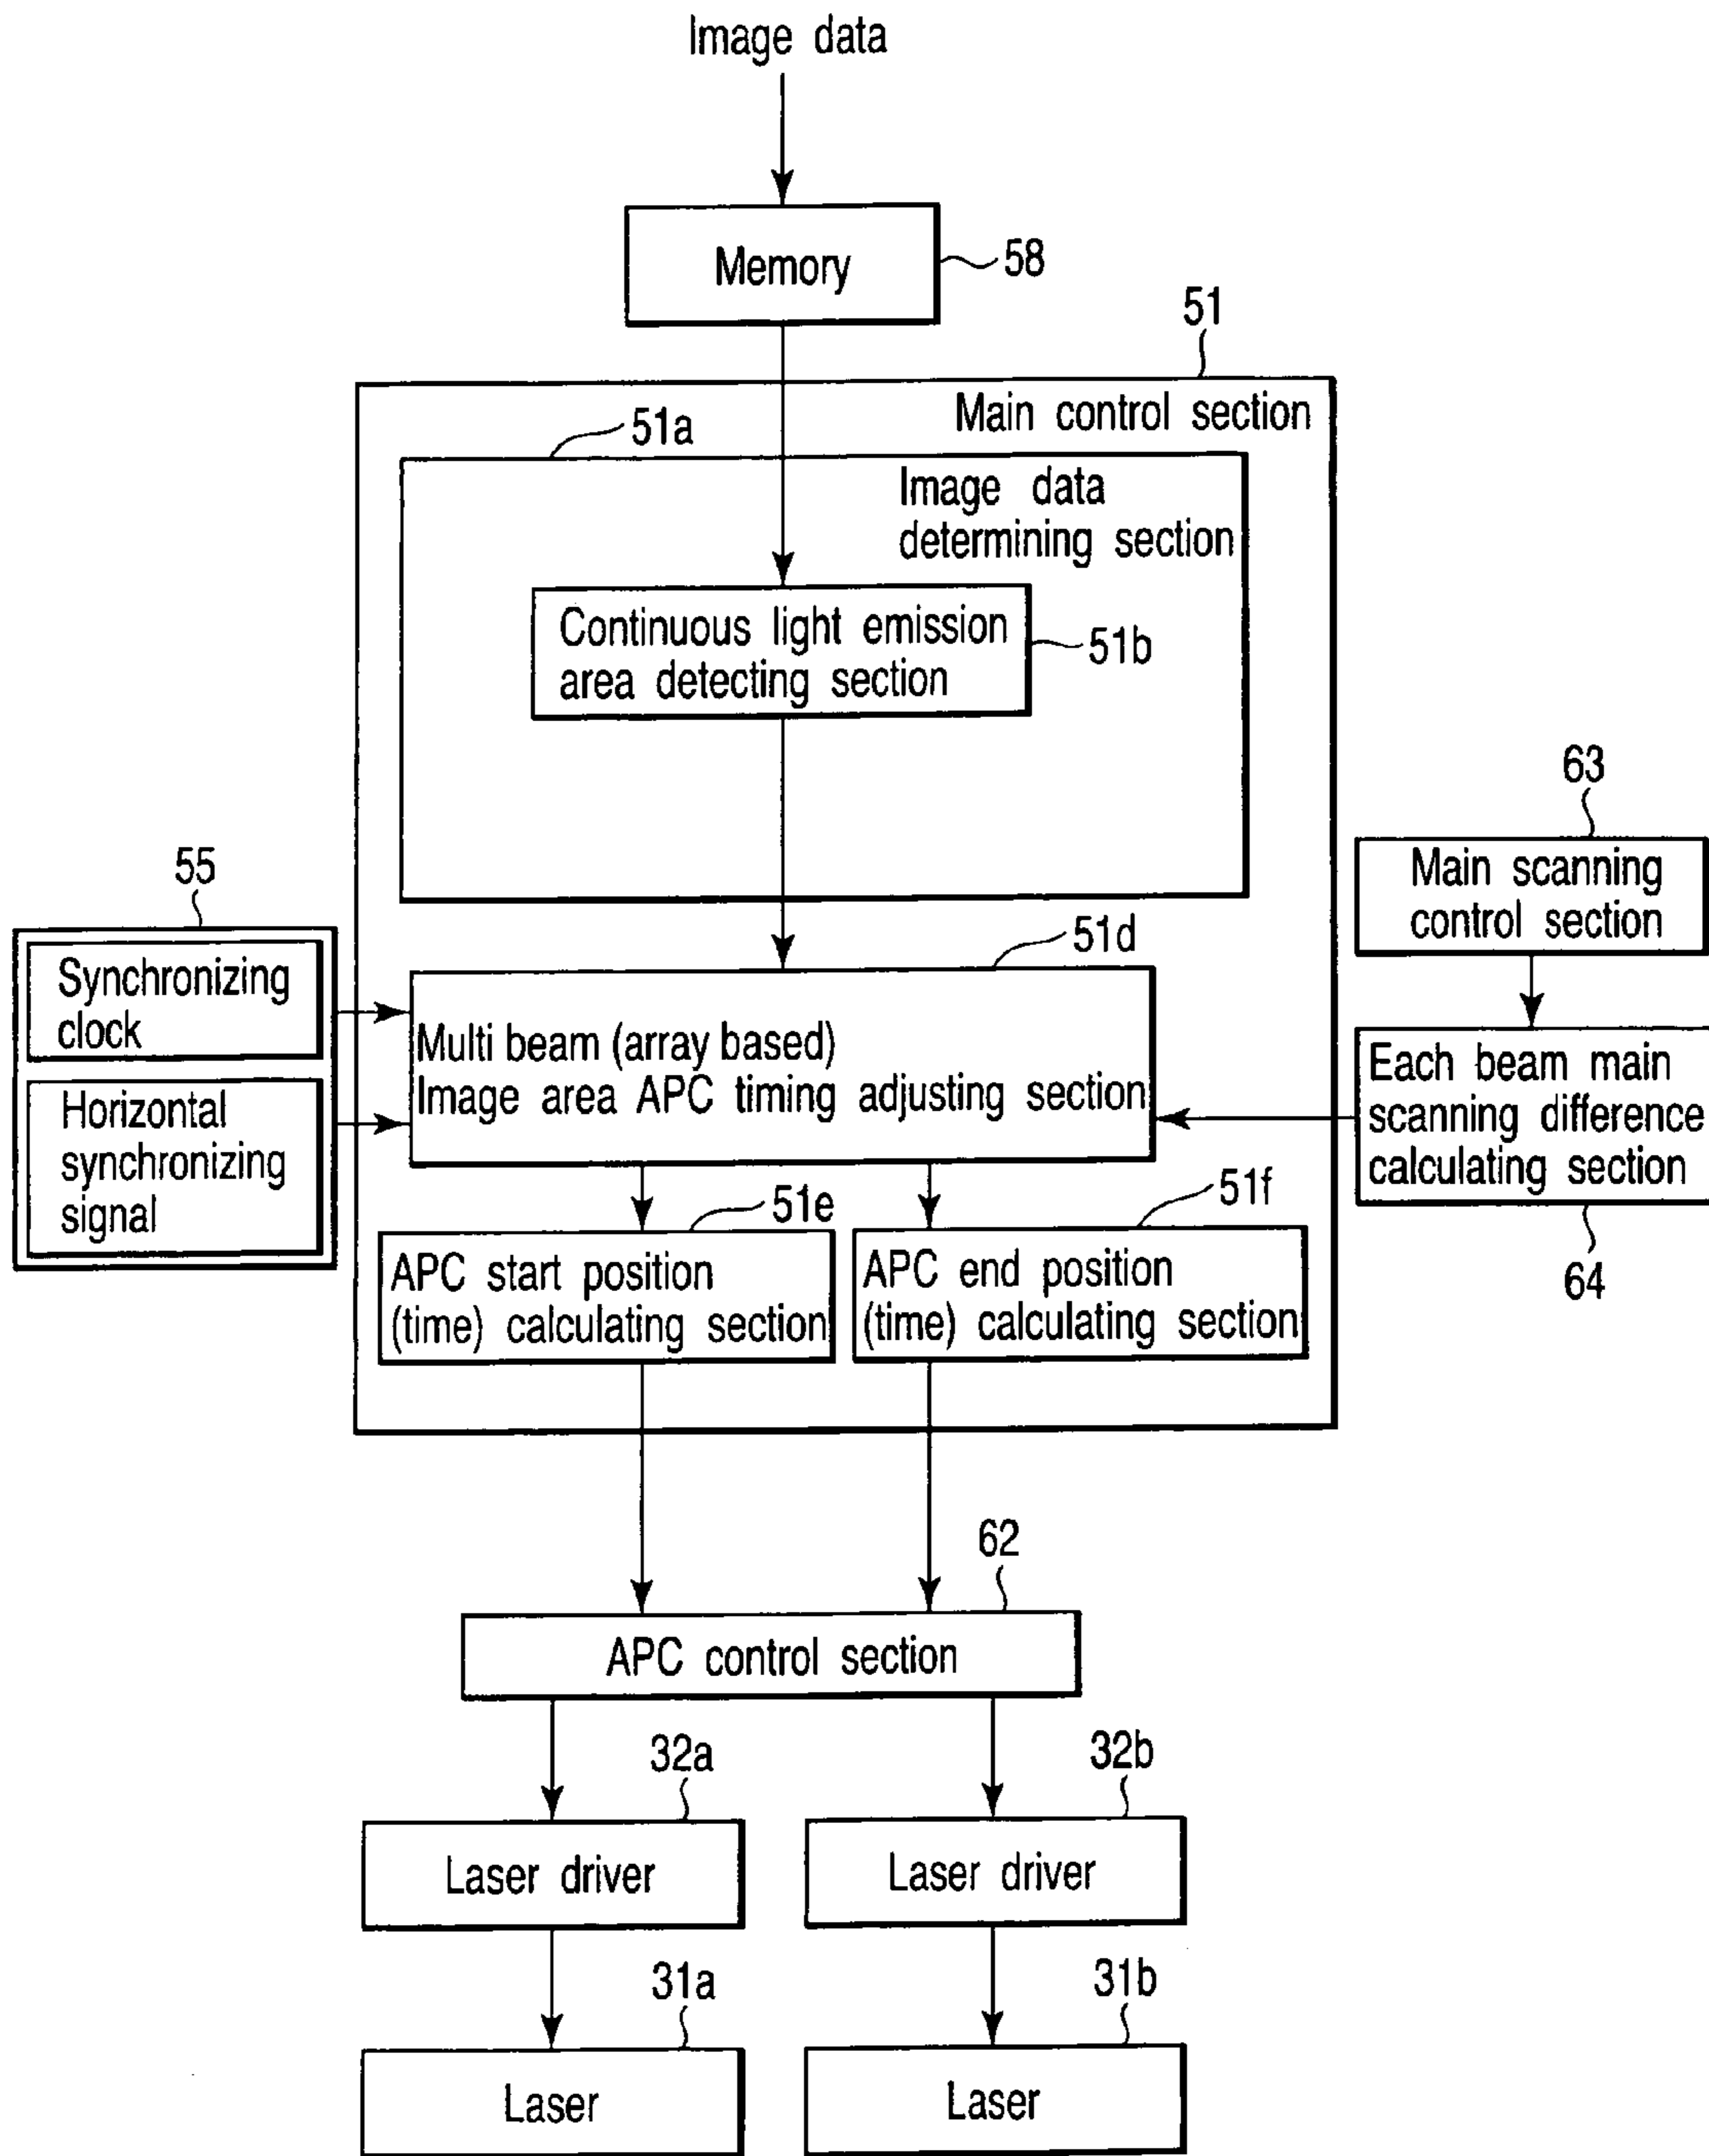 Image data
Memory
58
51
Main control section
51a
Image data
determining section
Continuous light emission
area detecting section
51b
63
Main scanning
control section
55
Synchronizing
clock
Horizontal
synchronizing
signal
51d
Multi beam (array based)
Image area APC timing adjusting section
Each beam main
scanning difference
calculating section
64
51e
APC start position
(time) calculating section
51f
APC end position
(time) calculating section
62
APC control section
32a
Laser driver
32b
Laser driver
31a
Laser
31b
Laser